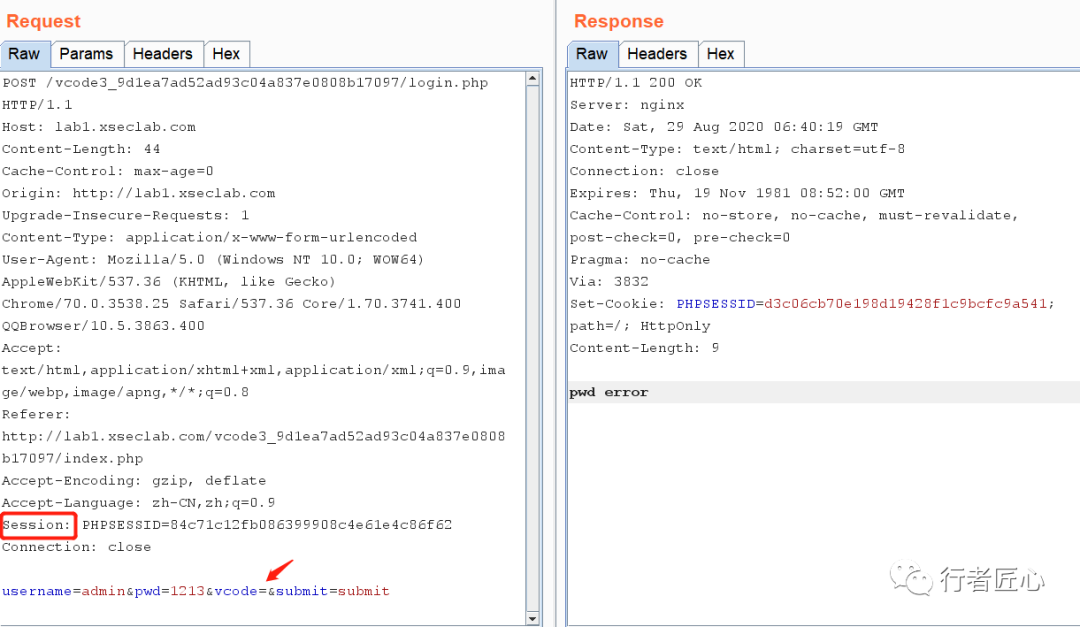 Request
Raw Params Headers Hex
POST /vcode3_9d1ea7ad52ad93c04a837e0808b17097/login.php
HTTP/1.1
Host: lab1.xseclab.com
Content-Length: 44
Cache-Control: max-age=0
Origin: http://lab1.xseclab.com
Upgrade-Insecure-Requests: 1
Content-Type: application/x-www-form-urlencoded
User-Agent: Mozilla/5.0 (Windows NT 10.0; WOW64)
AppleWebKit/537.36 (KHTML, like Gecko)
Chrome/70.0.3538.25 Safari/537.36 Core/1.70.3741.400
QQBrowser/10.5.3863.400
Accept:
text/html,application/xhtml+xml,application/xml;q=0.9,ima
ge/webp,image/apng,*/*;q=0.8
Referer:
http://lab1.xseclab.com/vcode3_9d1ea7ad52ad93c04a837e0808
b17097/index.php
Accept-Encoding: gzip, deflate
Accept-Language: zh-CN,zh;q=0.9
Session: PHPSESSID=84c71c12fb086399908c4e61e4c86f62
Connection: close
username=admin&pwd=1213&vcode=&submit=submit
Response
Raw Headers Hex
HTTP/1.1 200 OK
Server: nginx
Date: Sat, 29 Aug 2020 06:40:19 GMT
Content-Type: text/html; charset=utf-8
Connection: close
Expires: Thu, 19 Nov 1981 08:52:00 GMT
Cache-Control: no-store, no-cache, must-revalidate,
post-check=0, pre-check=0
Pragma: no-cache
Via: 3832
Set-Cookie: PHPSESSID=d3c06cb70e198d19428f1c9bcfc9a541;
path=/; HttpOnly
Content-Length: 9
pwd error
行者匠心